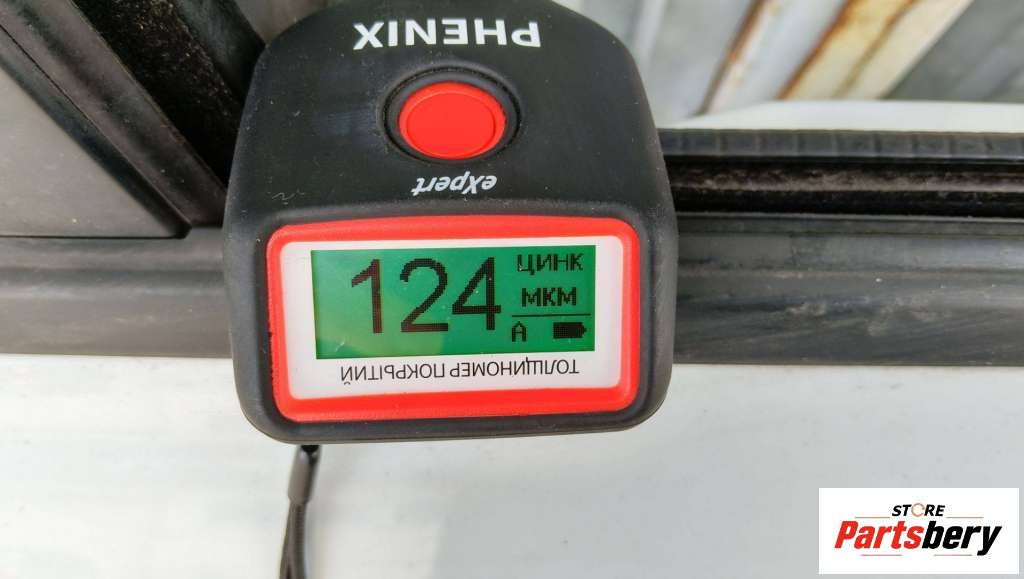 PHENIX
eXpert
124
ЦИНК
МКМ
A
ТОЛЩИНОМЕР ПОКРЫТИЙ
STORE
Partsbery